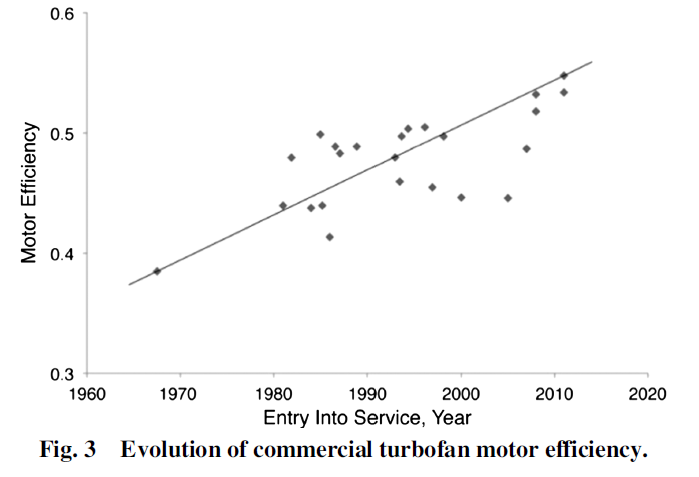 0.6
0.5
0.4
0.3
Motor Efficiency
1960 1970 1980 1990 2000 2010 2020
Entry Into Service, Year
Fig. 3 Evolution of commercial turbofan motor efficiency.